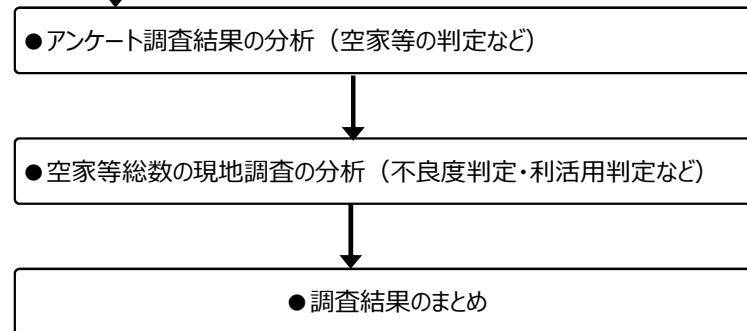 ●アンケート調査結果の分析（空家等の判定など）
●空家等総数の現地調査の分析（不良度判定・利活用判定など）
●調査結果のまとめ